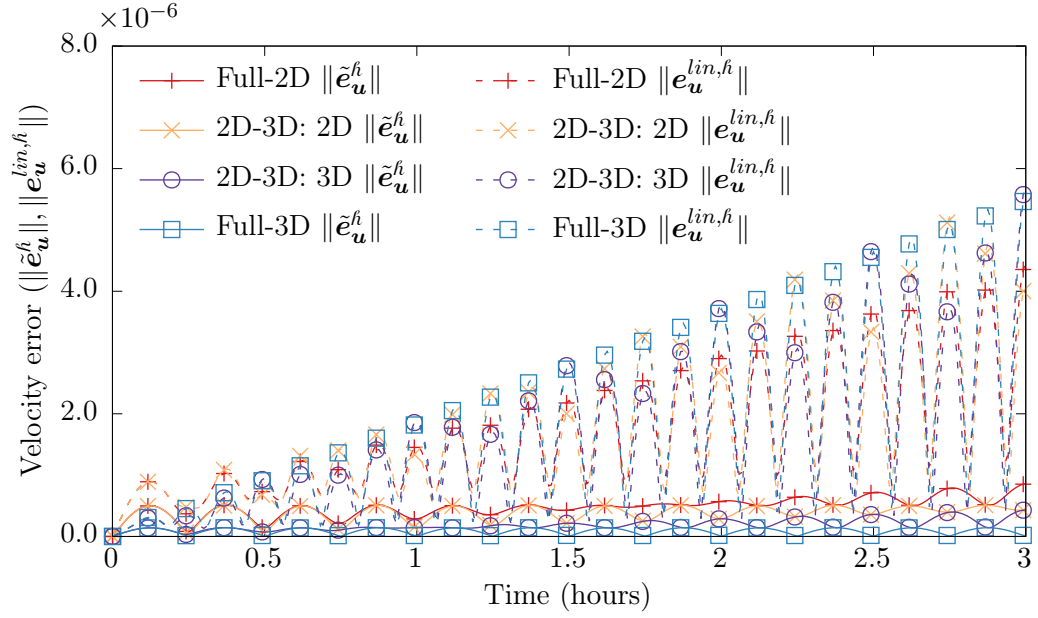 ×10⁻⁶
8.0
6.0
4.0
2.0
0.0
Velocity error (‖ẽ_u^ɦ‖, ‖e_u^{lin,ɦ}‖)
Full-2D ‖ẽ_u^ɦ‖
2D-3D: 2D ‖ẽ_u^ɦ‖
2D-3D: 3D ‖ẽ_u^ɦ‖
Full-3D ‖ẽ_u^ɦ‖
Full-2D ‖e_u^{lin,ɦ}‖
2D-3D: 2D ‖e_u^{lin,ɦ}‖
2D-3D: 3D ‖e_u^{lin,ɦ}‖
Full-3D ‖e_u^{lin,ɦ}‖
0 0.5 1 1.5 2 2.5 3
Time (hours)